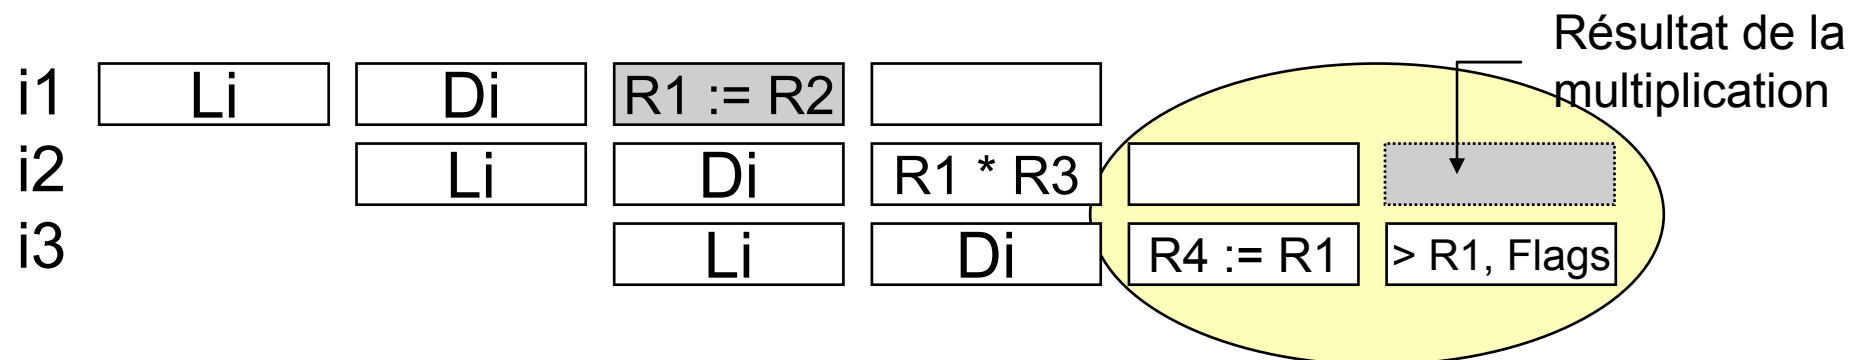 Résultat de la
multiplication
i1 Li Di R1 := R2
i2 Li Di R1 * R3
i3 Li Di R4 := R1 > R1, Flags